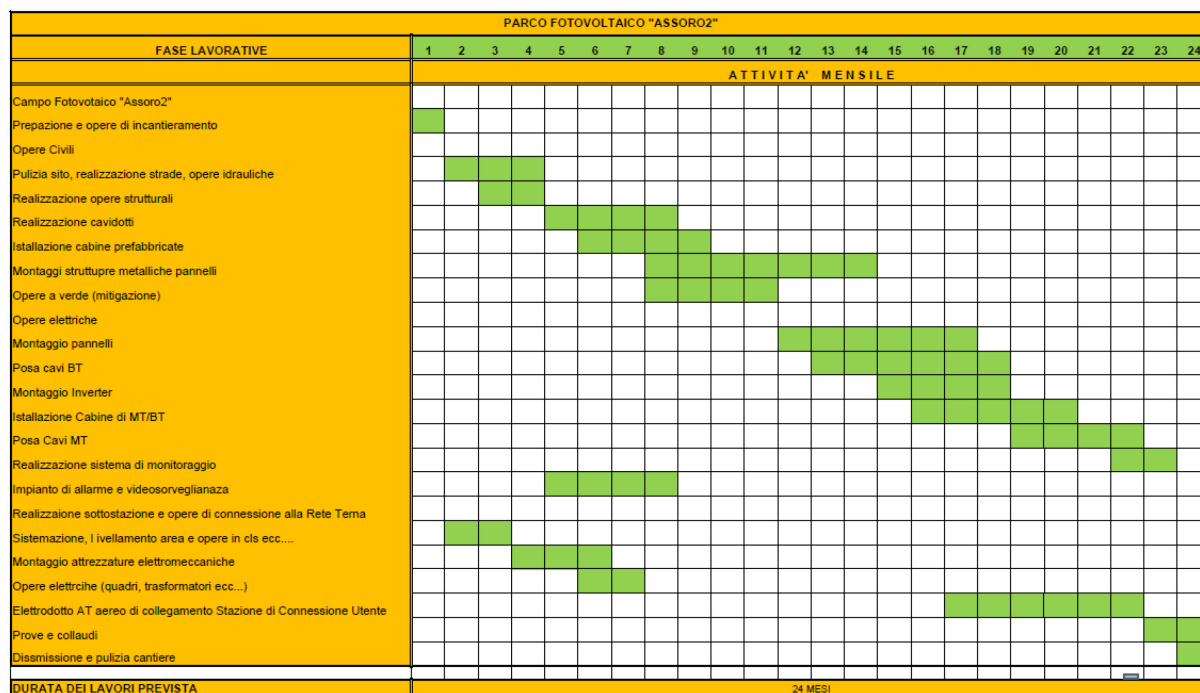 PARCO FOTOVOLTAICO "ASSORO2"
FASE LAVORATIVE 1 2 3 4 5 6 7 8 9 10 11 12 13 14 15 16 17 18 19 20 21 22 23 24
ATTIVITA' MENSILE
Campo Fotovotaico "Assoro2"
Prepazione e opere di incantieramento
Opere Civili
Pulizia sito, realizzazione strade, opere idrauliche
Realizzazione opere strutturali
Realizzazione cavidotti
Istallazione cabine prefabbricate
Montaggi struttupre metalliche pannelli
Opere a verde (mitigazione)
Opere elettriche
Montaggio pannelli
Posa cavi BT
Montaggio Inverter
Istallazione Cabine di MT/BT
Posa Cavi MT
Realizzazione sistema di monitoraggio
Impianto di allarme e videosorveglianaza
Realizzaione sottostazione e opere di connessione alla Rete Terna
Sistemazione, l ivellamento area e opere in cls ecc....
Montaggio attrezzature elettromeccaniche
Opere elettrcihe (quadri, trasformatori ecc...)
Elettrodotto AT aereo di collegamento Stazione di Connessione Utente
Prove e collaudi
Dissmissione e pulizia cantiere
DURATA DEI LAVORI PREVISTA 24 MESI